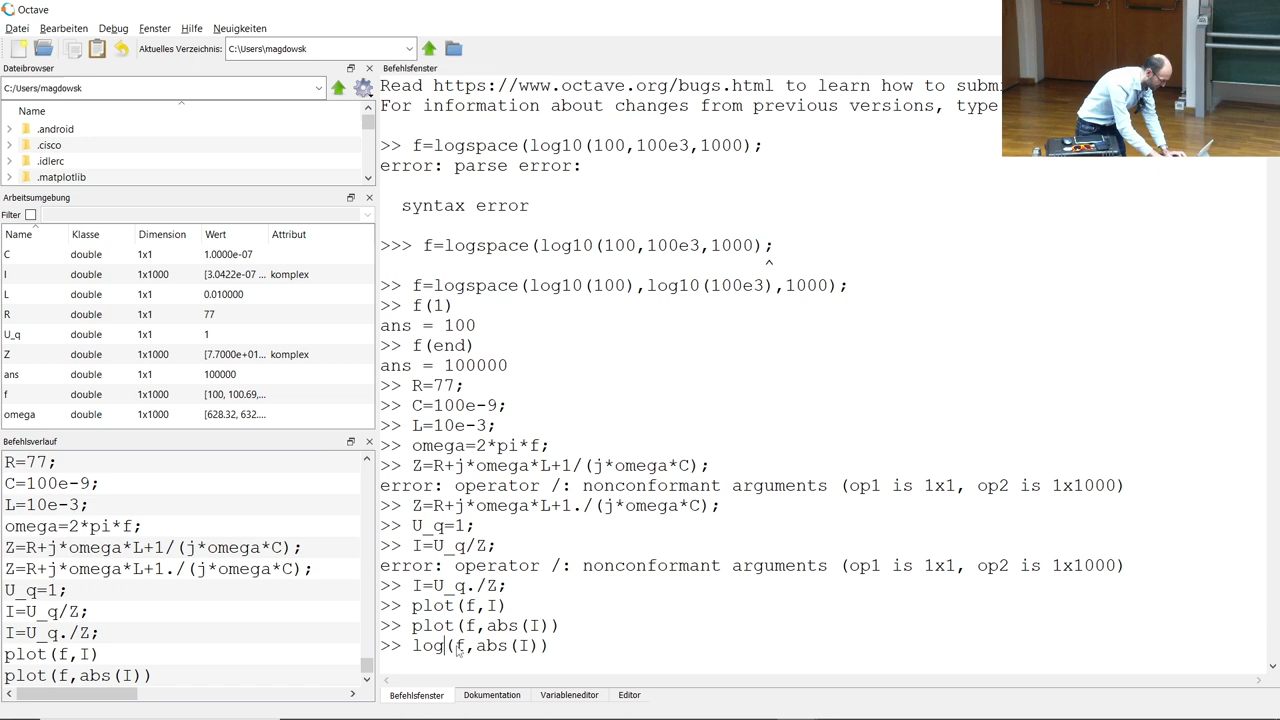 Octave
Datei Bearbeiten Debug Fenster Hilfe Neuigkeiten
Aktuelles Verzeichnis: C:\Users\magdowsk
Dateibrowser
C:/Users/magdowsk
Name
.android
.cisco
.idlerc
.matplotlib
Arbeitsumgebung
Filter
Name Klasse Dimension Wert Attribut
C double 1x1 1.0000e-07
I double 1x1000 [3.0422e-07 ... komplex
L double 1x1 0.010000
R double 1x1 77
U_q double 1x1 1
Z double 1x1000 [7.7000e+01... komplex
ans double 1x1 100000
f double 1x1000 [100, 100.69,...
omega double 1x1000 [628.32, 632....
Befehlsverlauf
R=77;
C=100e-9;
L=10e-3;
omega=2*pi*f;
Z=R+j*omega*L+1/(j*omega*C);
Z=R+j*omega*L+1./(j*omega*C);
U_q=1;
I=U_q/Z;
I=U_q./Z;
plot(f,I)
plot(f,abs(I))
Befehlsfenster
Read https://www.octave.org/bugs.html to learn how to submi
For information about changes from previous versions, type
>> f=logspace(log10(100,100e3,1000);
error: parse error:
syntax error
>>> f=logspace(log10(100,100e3,1000);
^
>> f=logspace(log10(100),log10(100e3),1000);
>> f(1)
ans = 100
>> f(end)
ans = 100000
>> R=77;
>> C=100e-9;
>> L=10e-3;
>> omega=2*pi*f;
>> Z=R+j*omega*L+1/(j*omega*C);
error: operator /: nonconformant arguments (op1 is 1x1, op2 is 1x1000)
>> Z=R+j*omega*L+1./(j*omega*C);
>> U_q=1;
>> I=U_q/Z;
error: operator /: nonconformant arguments (op1 is 1x1, op2 is 1x1000)
>> I=U_q./Z;
>> plot(f,I)
>> plot(f,abs(I))
>> log(f,abs(I))
Befehlsfenster Dokumentation Variableneditor Editor